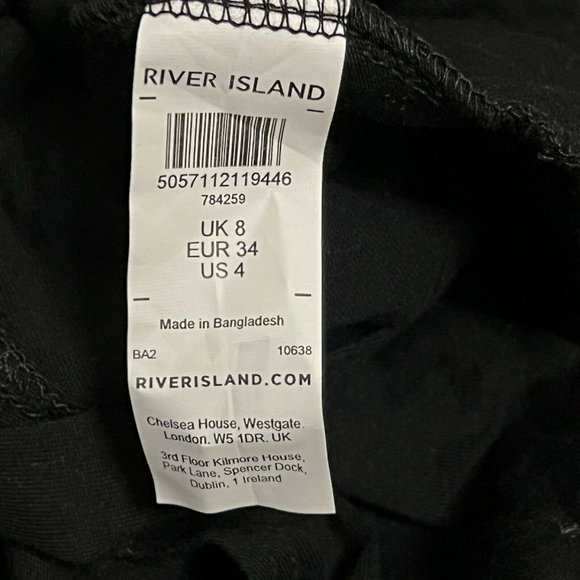 RIVER ISLAND
5057112119446
784259
UK 8
EUR 34
US 4
Made in Bangladesh
BA2 10638
RIVERISLAND.COM
Chelsea House, Westgate.
London. W5 1DR. UK
3rd Floor Kilmore House,
Park Lane, Spencer Dock,
Dublin, 1 Ireland